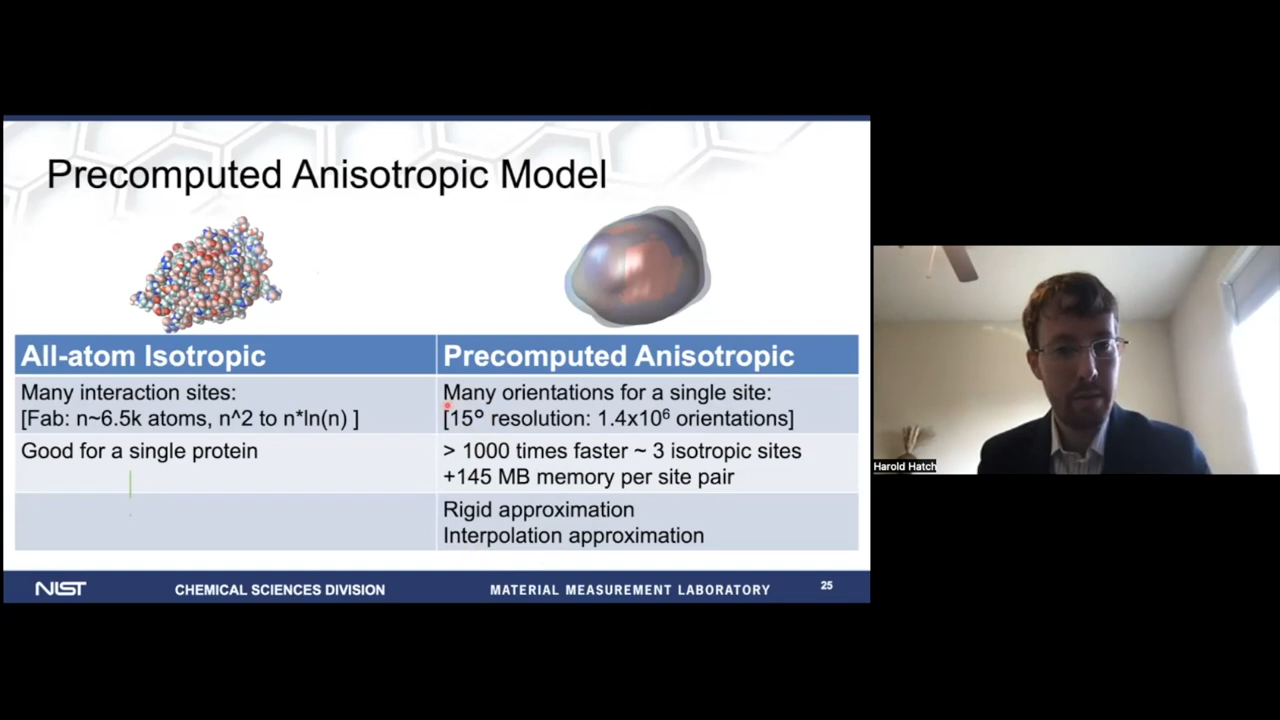 Precomputed Anisotropic Model
All-atom Isotropic
Precomputed Anisotropic
Many interaction sites:
[Fab: n~6.5k atoms, n^2 to n*ln(n) ]
Many orientations for a single site:
[15º resolution: 1.4x10⁶ orientations]
Good for a single protein
> 1000 times faster ~ 3 isotropic sites
+145 MB memory per site pair
Rigid approximation
Interpolation approximation
NIST
CHEMICAL SCIENCES DIVISION
MATERIAL MEASUREMENT LABORATORY
25
Harold Hatch